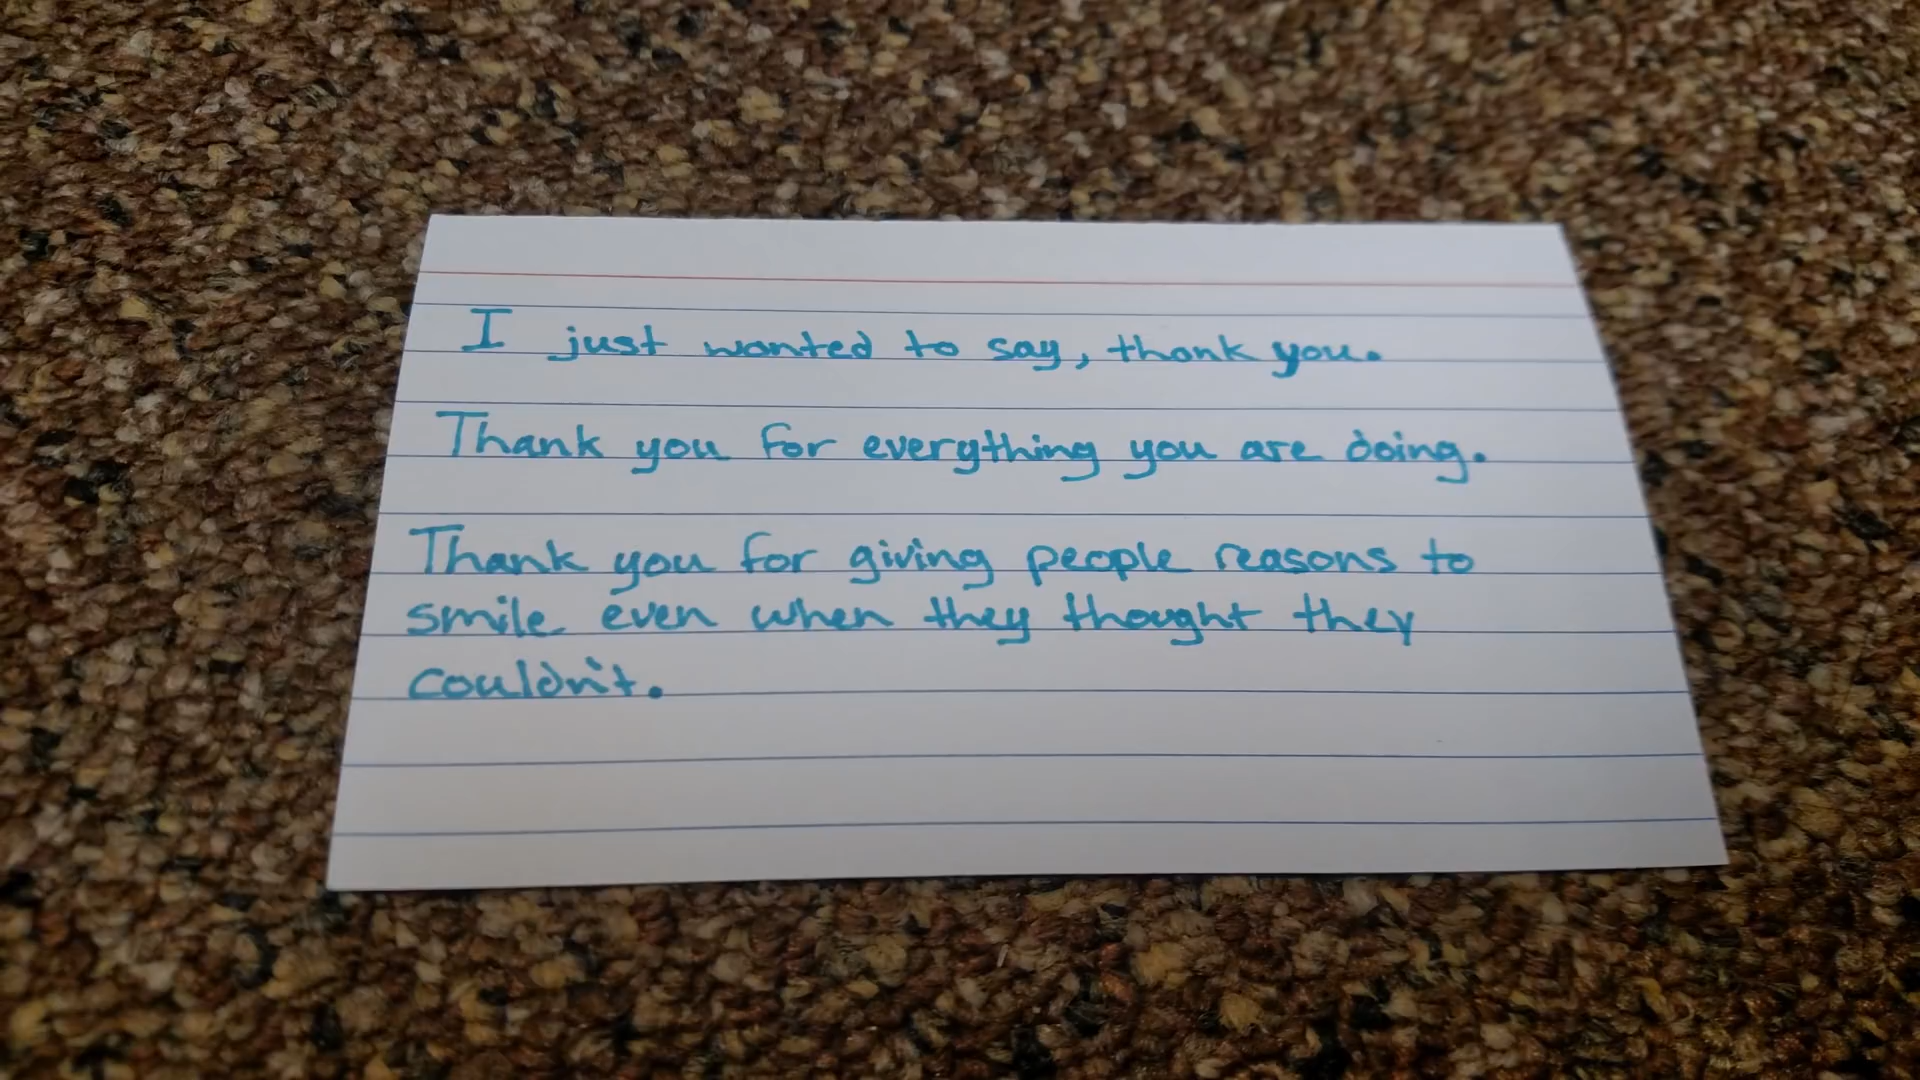 I just wanted to say, thank you.
Thank you for everything you are doing.
Thank you for giving people reasons to
smile even when they thought they
couldn't.